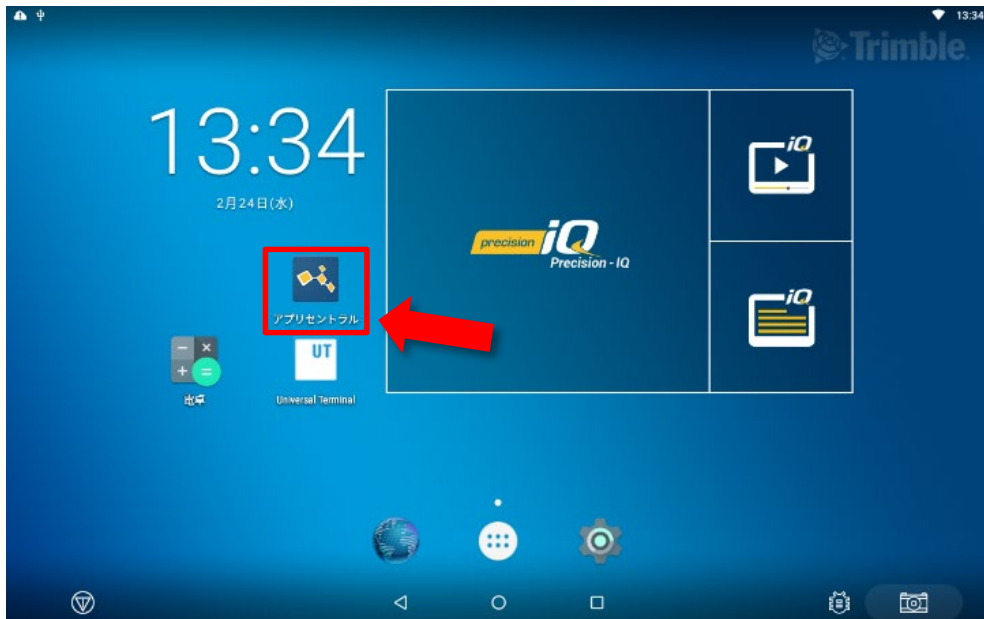 13:34
Trimble
13:34
2月24日(水)
iQ
precision iQ
Precision - IQ
アプリセントラル
iQ
UT
電卓
Universal Terminal